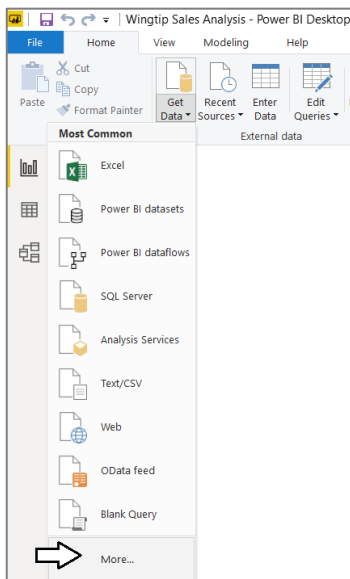 Wingtip Sales Analysis - Power BI Desktop
File Home View Modeling Help
Cut
Copy
Format Painter
Paste
Get Data
Recent Sources
Enter Data
Edit Queries
External data
Most Common
Excel
Power BI datasets
Power BI dataflows
SQL Server
Analysis Services
Text/CSV
Web
OData feed
Blank Query
More...